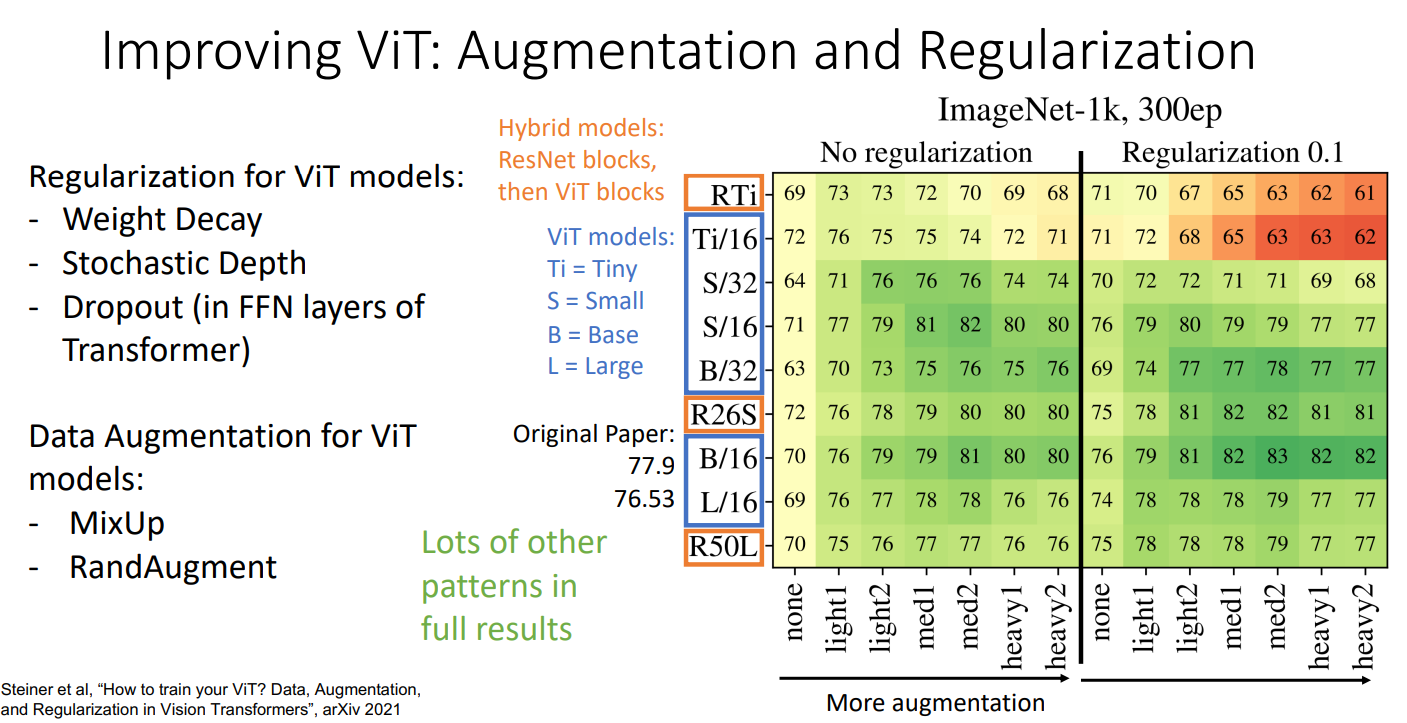 Improving ViT: Augmentation and Regularization
Regularization for ViT models:
- Weight Decay
- Stochastic Depth
- Dropout (in FFN layers of
Transformer)
Data Augmentation for ViT
models:
- MixUp
- RandAugment
Hybrid models:
ResNet blocks,
then ViT blocks
ViT models:
Ti = Tiny
S = Small
B = Base
L = Large
Original Paper:
77.9
76.53
Lots of other
patterns in
full results
ImageNet-1k, 300ep
No regularization Regularization 0.1
RTi 69 73 73 72 70 69 68 71 70 67 65 63 62 61
Ti/16 72 76 75 75 74 72 71 71 72 68 65 63 63 62
S/32 64 71 76 76 76 74 74 70 72 72 71 71 69 68
S/16 71 77 79 81 82 80 80 76 79 80 79 79 77 77
B/32 63 70 73 75 76 75 76 69 74 77 77 78 77 77
R26S 72 76 78 79 80 80 80 75 78 81 82 82 81 81
B/16 70 76 79 79 81 80 80 76 79 81 82 83 82 82
L/16 69 76 77 78 78 76 76 74 78 78 78 79 77 77
R50L 70 75 76 77 77 76 76 75 78 78 78 79 77 77
none light1 light2 med1 med2 heavy1 heavy2 none light1 light2 med1 med2 heavy1 heavy2
More augmentation
Steiner et al, “How to train your ViT? Data, Augmentation,
and Regularization in Vision Transformers”, arXiv 2021